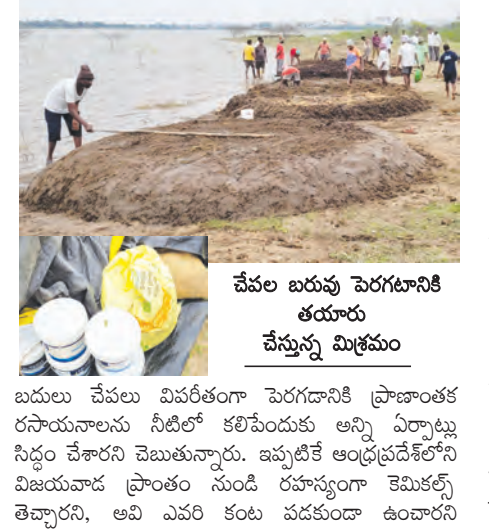 చేపల బరువు పెరగటానికి
తయారు
చేస్తున్న మిశ్రమం
బదులు చేపలు విపరీతంగా పెరగడానికి ప్రాణాంతక
రసాయనాలను నీటిలో కలిపేందుకు అన్ని ఏర్పాట్లు
సిద్ధం చేశారని చెబుతున్నారు. ఇప్పటికే ఆంధ్రప్రదేశ్‌లోని
విజయవాడ ప్రాంతం నుండి రహస్యంగా కెమికల్స్
తెచ్చారని, అవి ఎవరి కంట పడకుండా ఉంచారని